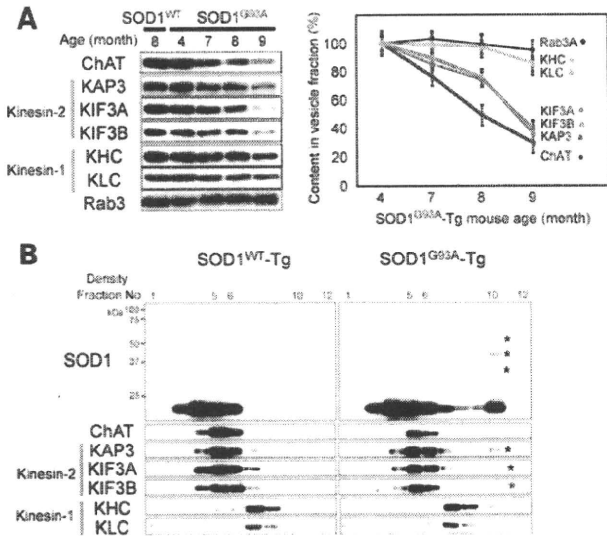 A
SOD1WT SOD1G93A
Age (month) 8 4 7 8 9
ChAT
KAP3
Kinesin-2 KIF3A
KIF3B
Kinesin-1 KHC
KLC
Rab3
Content in vesicle fraction (%)
100
80
60
40
20
0
Rab3A
KHC
KLC
KIF3A
KIF3B
KAP3
ChAT
4 7 8 9
SOD1G93A-Tg mouse age (month)
B
SOD1WT-Tg SOD1G93A-Tg
Density
Fraction No 1 5 6 10 12 1 5 6 10 12
kDa
100
75
50
37
25
SOD1
* * *
ChAT
KAP3 *
Kinesin-2 KIF3A *
KIF3B *
Kinesin-1 KHC
KLC